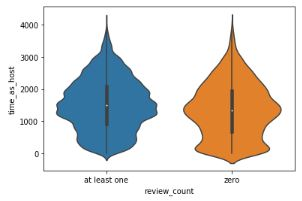 4000
3000
2000
1000
0
time_as_host
at least one
zero
review_count